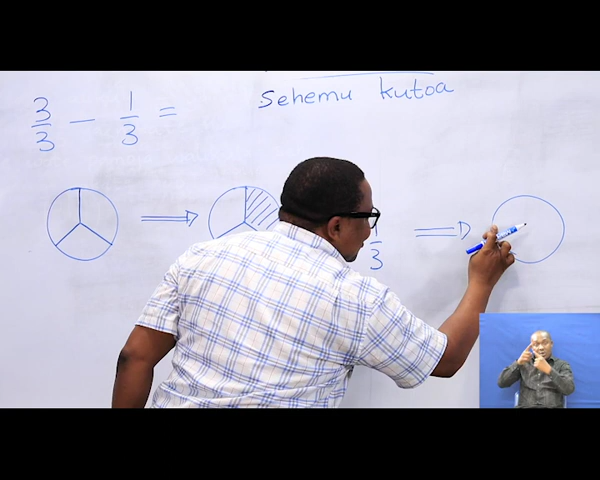 Sehemu kutoa
3/3 - 1/3 =
1/3